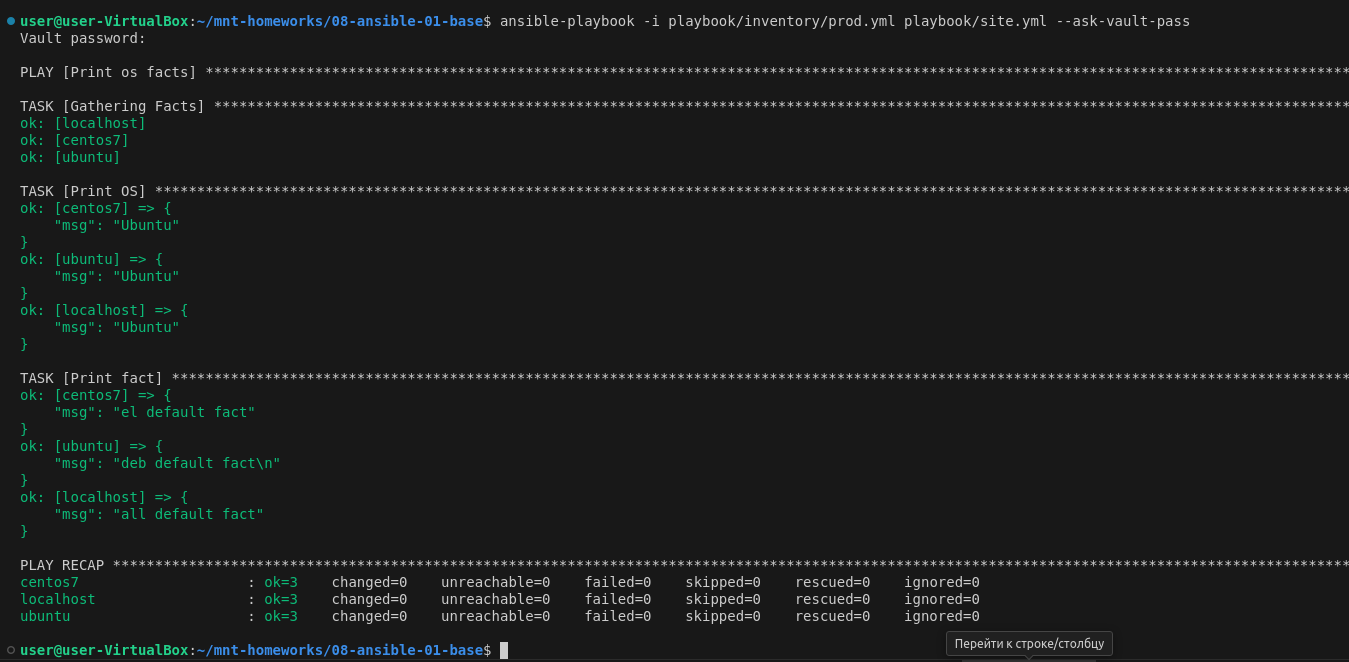 user@user-VirtualBox:~/mnt-homeworks/08-ansible-01-base$ ansible-playbook -i playbook/inventory/prod.yml playbook/site.yml --ask-vault-pass
Vault password:
PLAY [Print os facts] ****************************************************************************************************************************************
TASK [Gathering Facts] ***************************************************************************************************************************************
ok: [localhost]
ok: [centos7]
ok: [ubuntu]
TASK [Print OS] **********************************************************************************************************************************************
ok: [centos7] => {
    "msg": "Ubuntu"
}
ok: [ubuntu] => {
    "msg": "Ubuntu"
}
ok: [localhost] => {
    "msg": "Ubuntu"
}
TASK [Print fact] ********************************************************************************************************************************************
ok: [centos7] => {
    "msg": "el default fact"
}
ok: [ubuntu] => {
    "msg": "deb default fact\n"
}
ok: [localhost] => {
    "msg": "all default fact"
}
PLAY RECAP ***************************************************************************************************************************************************
centos7                    : ok=3    changed=0    unreachable=0    failed=0    skipped=0    rescued=0    ignored=0
localhost                  : ok=3    changed=0    unreachable=0    failed=0    skipped=0    rescued=0    ignored=0
ubuntu                     : ok=3    changed=0    unreachable=0    failed=0    skipped=0    rescued=0    ignored=0
user@user-VirtualBox:~/mnt-homeworks/08-ansible-01-base$
Перейти к строке/столбцу